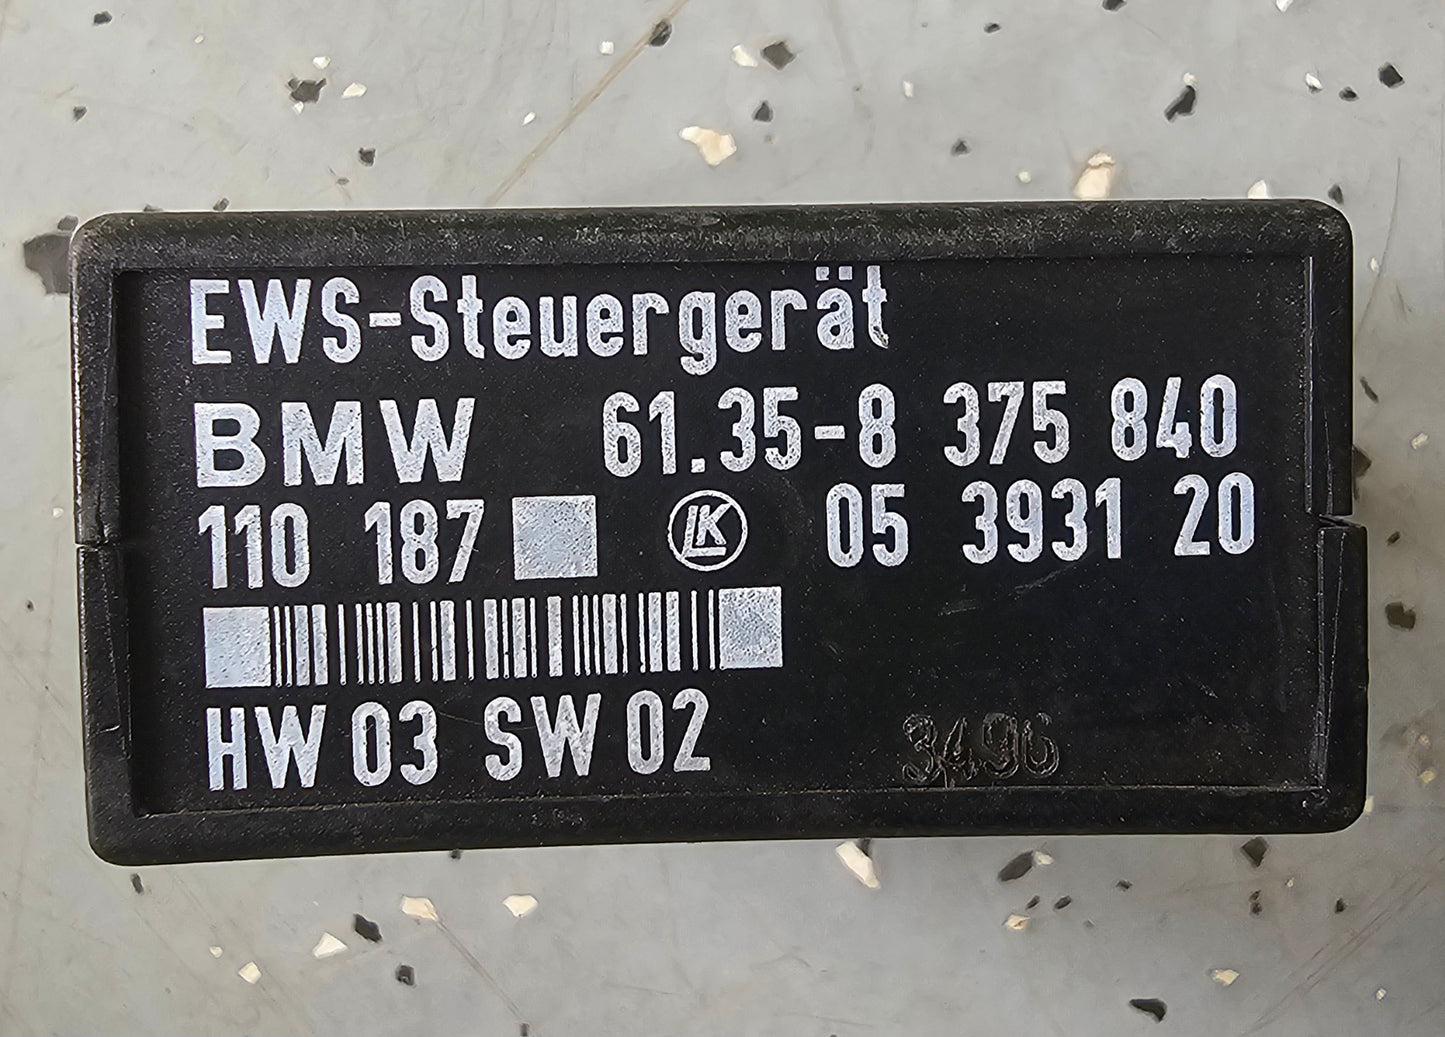 EWS-Steuergerät
BMW 61.35-8 375 840
110 187 LK 05 3931 20
HW 03 SW 02
3496